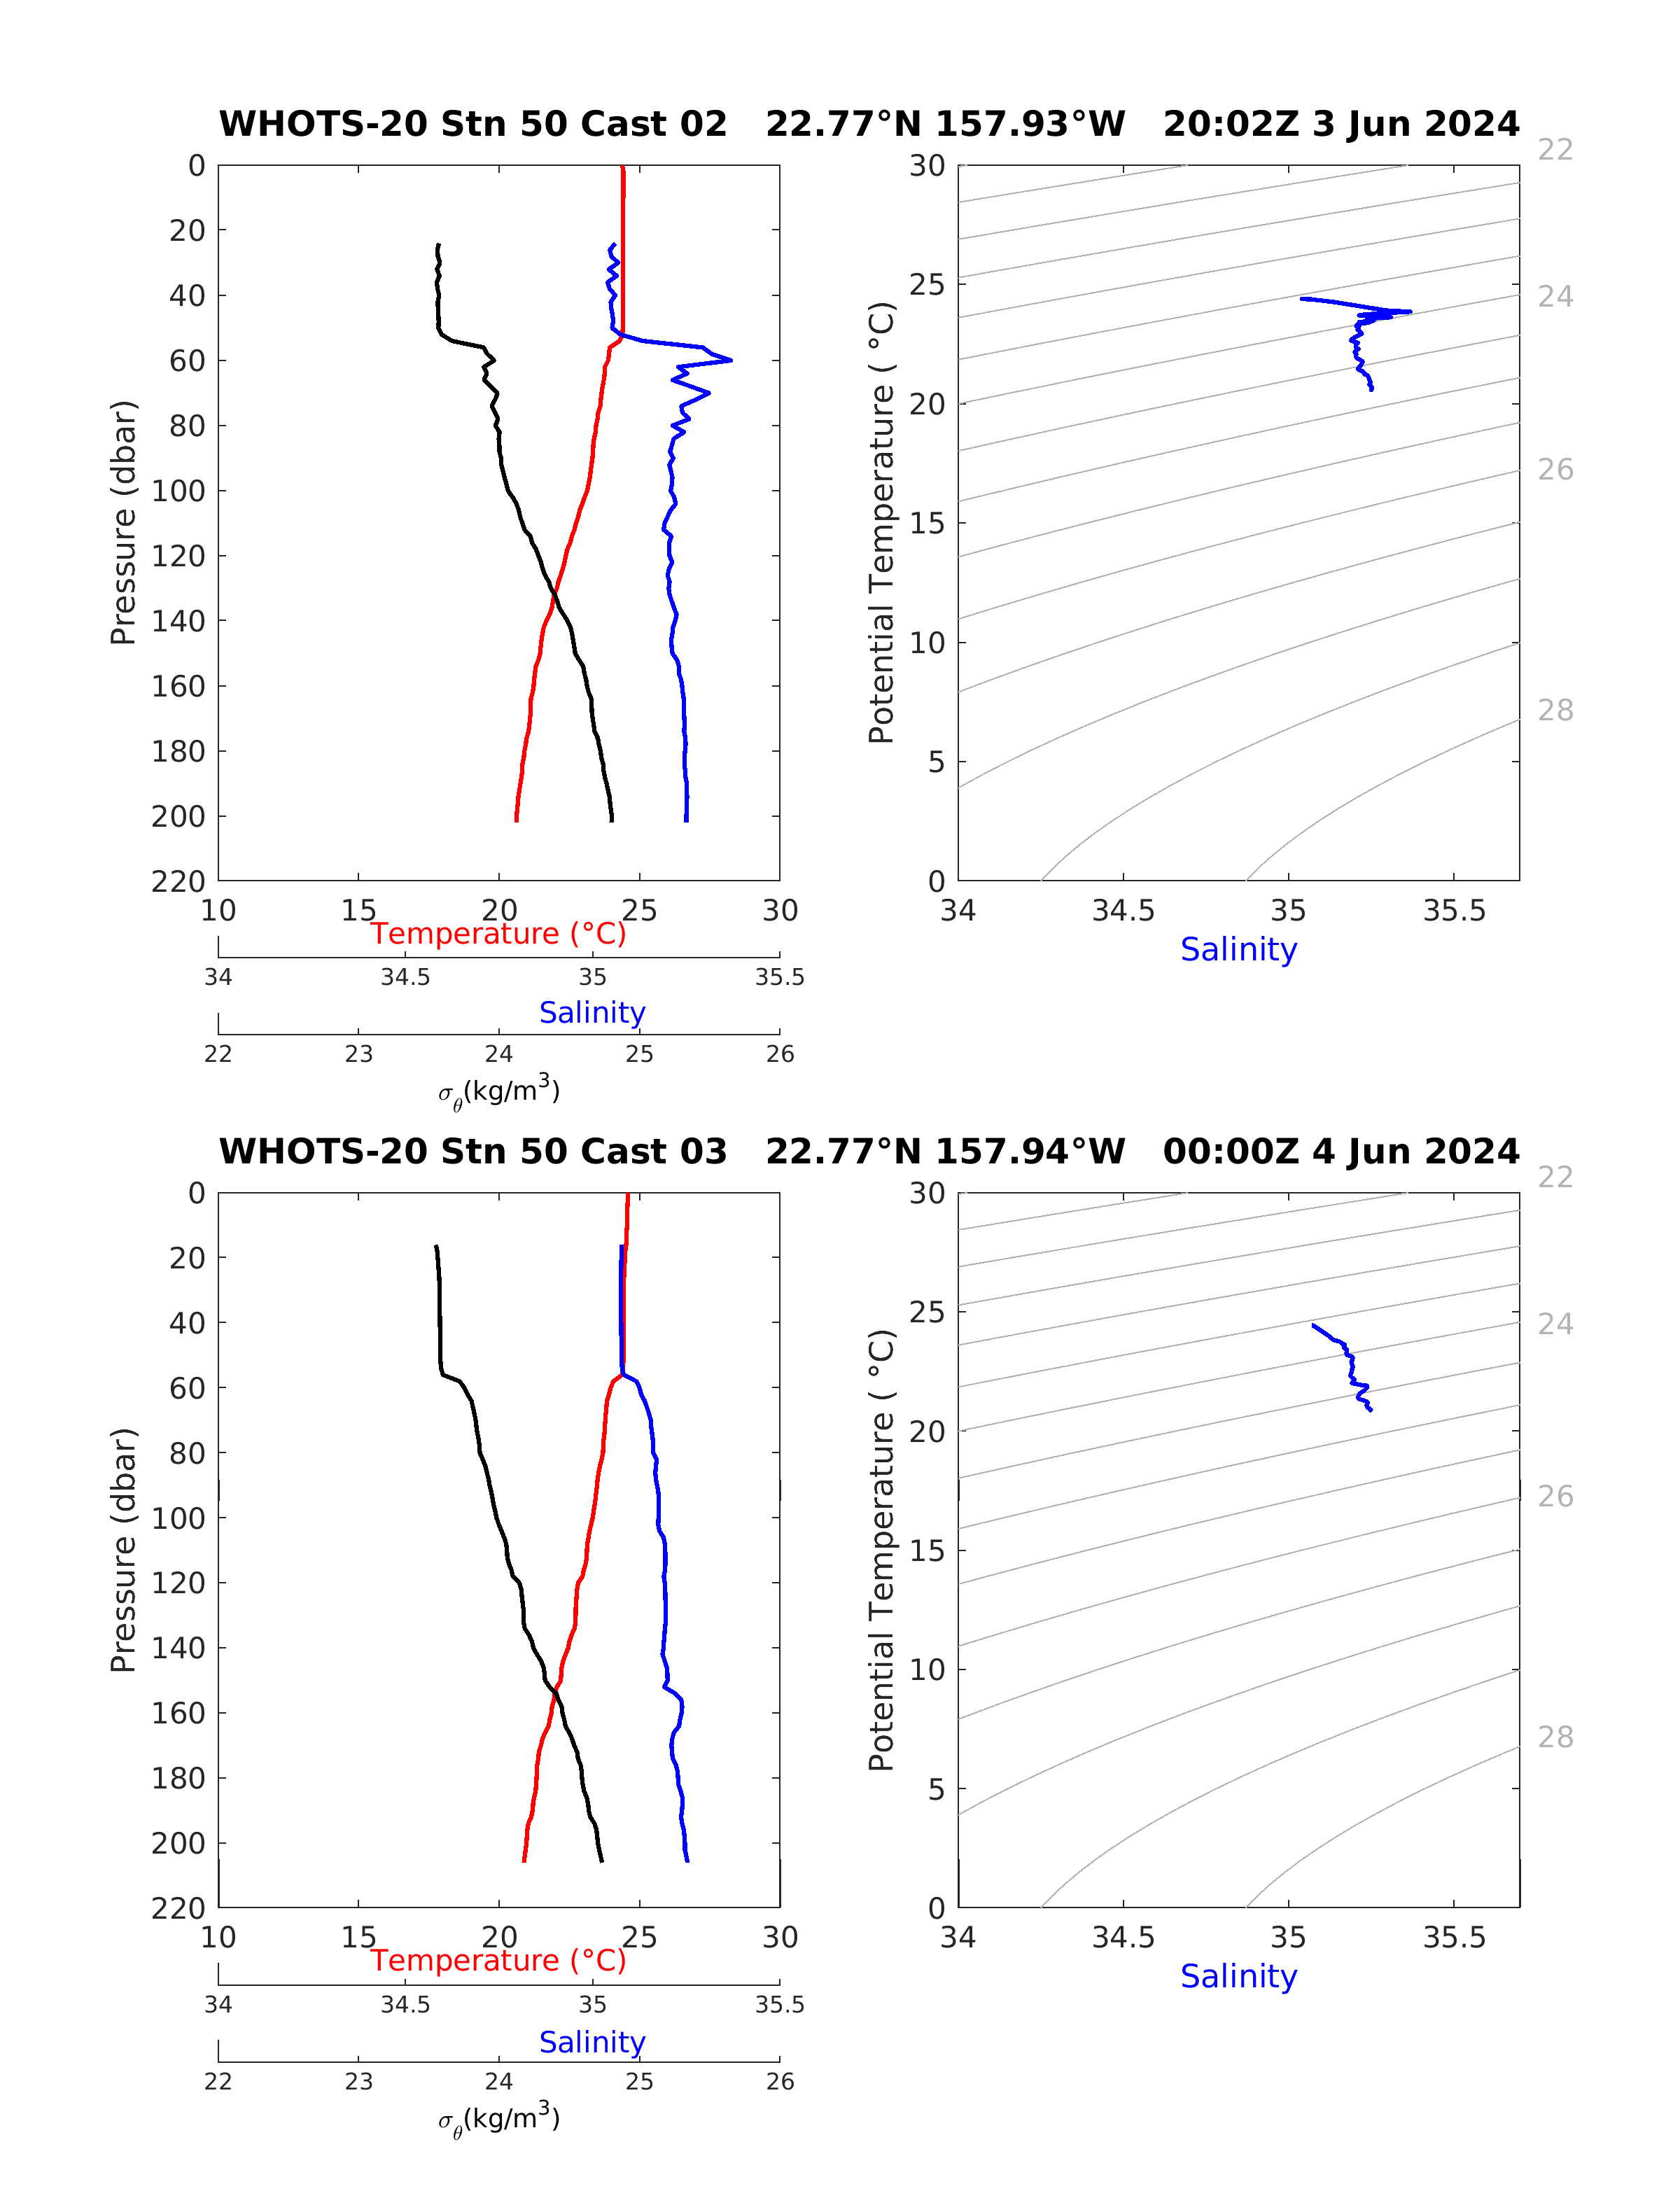 WHOTS-20 Stn 50 Cast 02 22.77°N 157.93°W 20:02Z 3 Jun 2024
0
20
40
60
80
100
120
140
160
180
200
220
Pressure (dbar)
10 15 20 25 30
Temperature (°C)
34 34.5 35 35.5
Salinity
22 23 24 25 26
σθ(kg/m3)
30
25
20
15
10
5
0
Potential Temperature ( °C)
34 34.5 35 35.5
Salinity
22
24
26
28
WHOTS-20 Stn 50 Cast 03 22.77°N 157.94°W 00:00Z 4 Jun 2024
0
20
40
60
80
100
120
140
160
180
200
220
Pressure (dbar)
10 15 20 25 30
Temperature (°C)
34 34.5 35 35.5
Salinity
22 23 24 25 26
σθ(kg/m3)
30
25
20
15
10
5
0
Potential Temperature ( °C)
34 34.5 35 35.5
Salinity
22
24
26
28